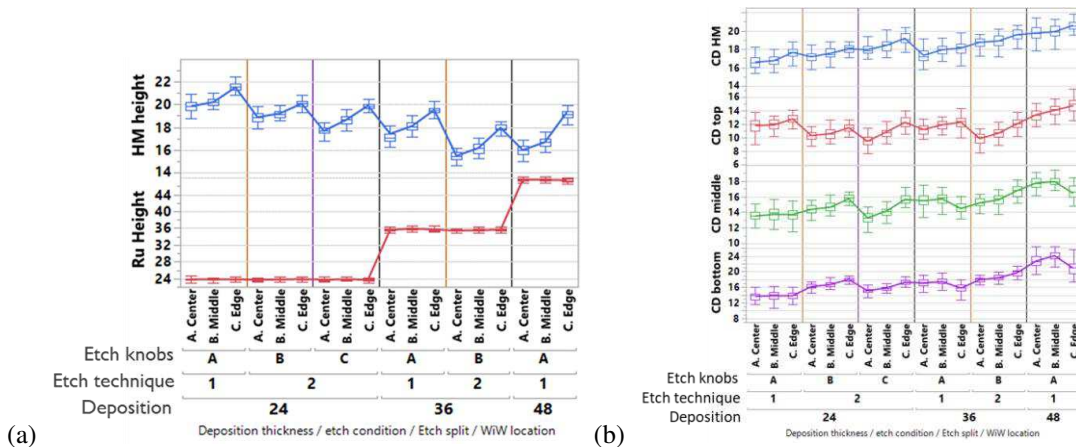 HM height
22
20
18
16
14
Ru Height
44
40
36
32
28
24
A. Center
B. Middle
C. Edge
A. Center
B. Middle
C. Edge
A. Center
B. Middle
C. Edge
A. Center
B. Middle
C. Edge
A. Center
B. Middle
C. Edge
A. Center
B. Middle
C. Edge
Etch knobs A B C A B A
Etch technique 1 2 1 2 1
Deposition 24 36 48
Deposition thickness / etch condition / Etch split / WiW location
(a)
CD HM
20
18
16
CD top
16
12
10
8
6
CD middle
18
16
14
12
10
CD bottom
24
20
16
12
8
A. Center
B. Middle
C. Edge
A. Center
B. Middle
C. Edge
A. Center
B. Middle
C. Edge
A. Center
B. Middle
C. Edge
A. Center
B. Middle
C. Edge
A. Center
B. Middle
C. Edge
Etch knobs A B C A B A
Etch technique 1 2 1 2 1
Deposition 24 36 48
Deposition thickness / etch condition / Etch split / WiW location
(b)